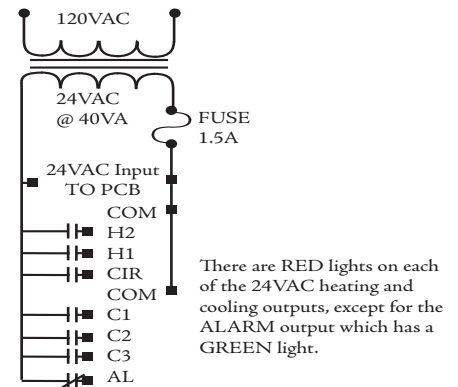 120VAC
24VAC
@ 40VA
FUSE
1.5A
24VAC Input
TO PCB
COM
H2
H1
CIR
COM
C1
C2
C3
AL
There are RED lights on each
of the 24VAC heating and
cooling outputs, except for the
ALARM output which has a
GREEN light.